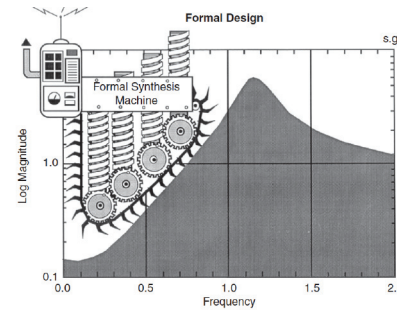 Formal Design
s.g
Formal Synthesis
Machine
Log Magnitude
1.0
0.1
0.0
0.5
1.0
1.5
2.
Frequency